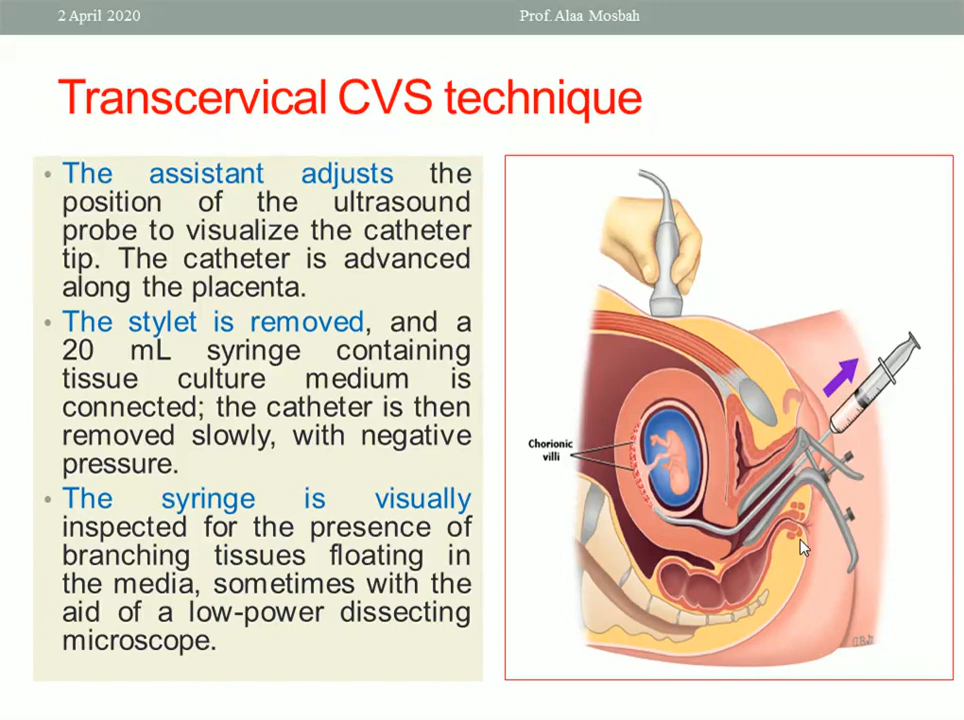 2 April 2020
Prof. Alaa Mosbah
Transcervical CVS technique
• The assistant adjusts the
position of the ultrasound
probe to visualize the catheter
tip. The catheter is advanced
along the placenta.
• The stylet is removed, and a
20 mL syringe containing
tissue culture medium is
connected; the catheter is then
removed slowly, with negative
pressure.
• The syringe is visually
inspected for the presence of
branching tissues floating in
the media, sometimes with the
aid of a low-power dissecting
microscope.
Chorionic
villi